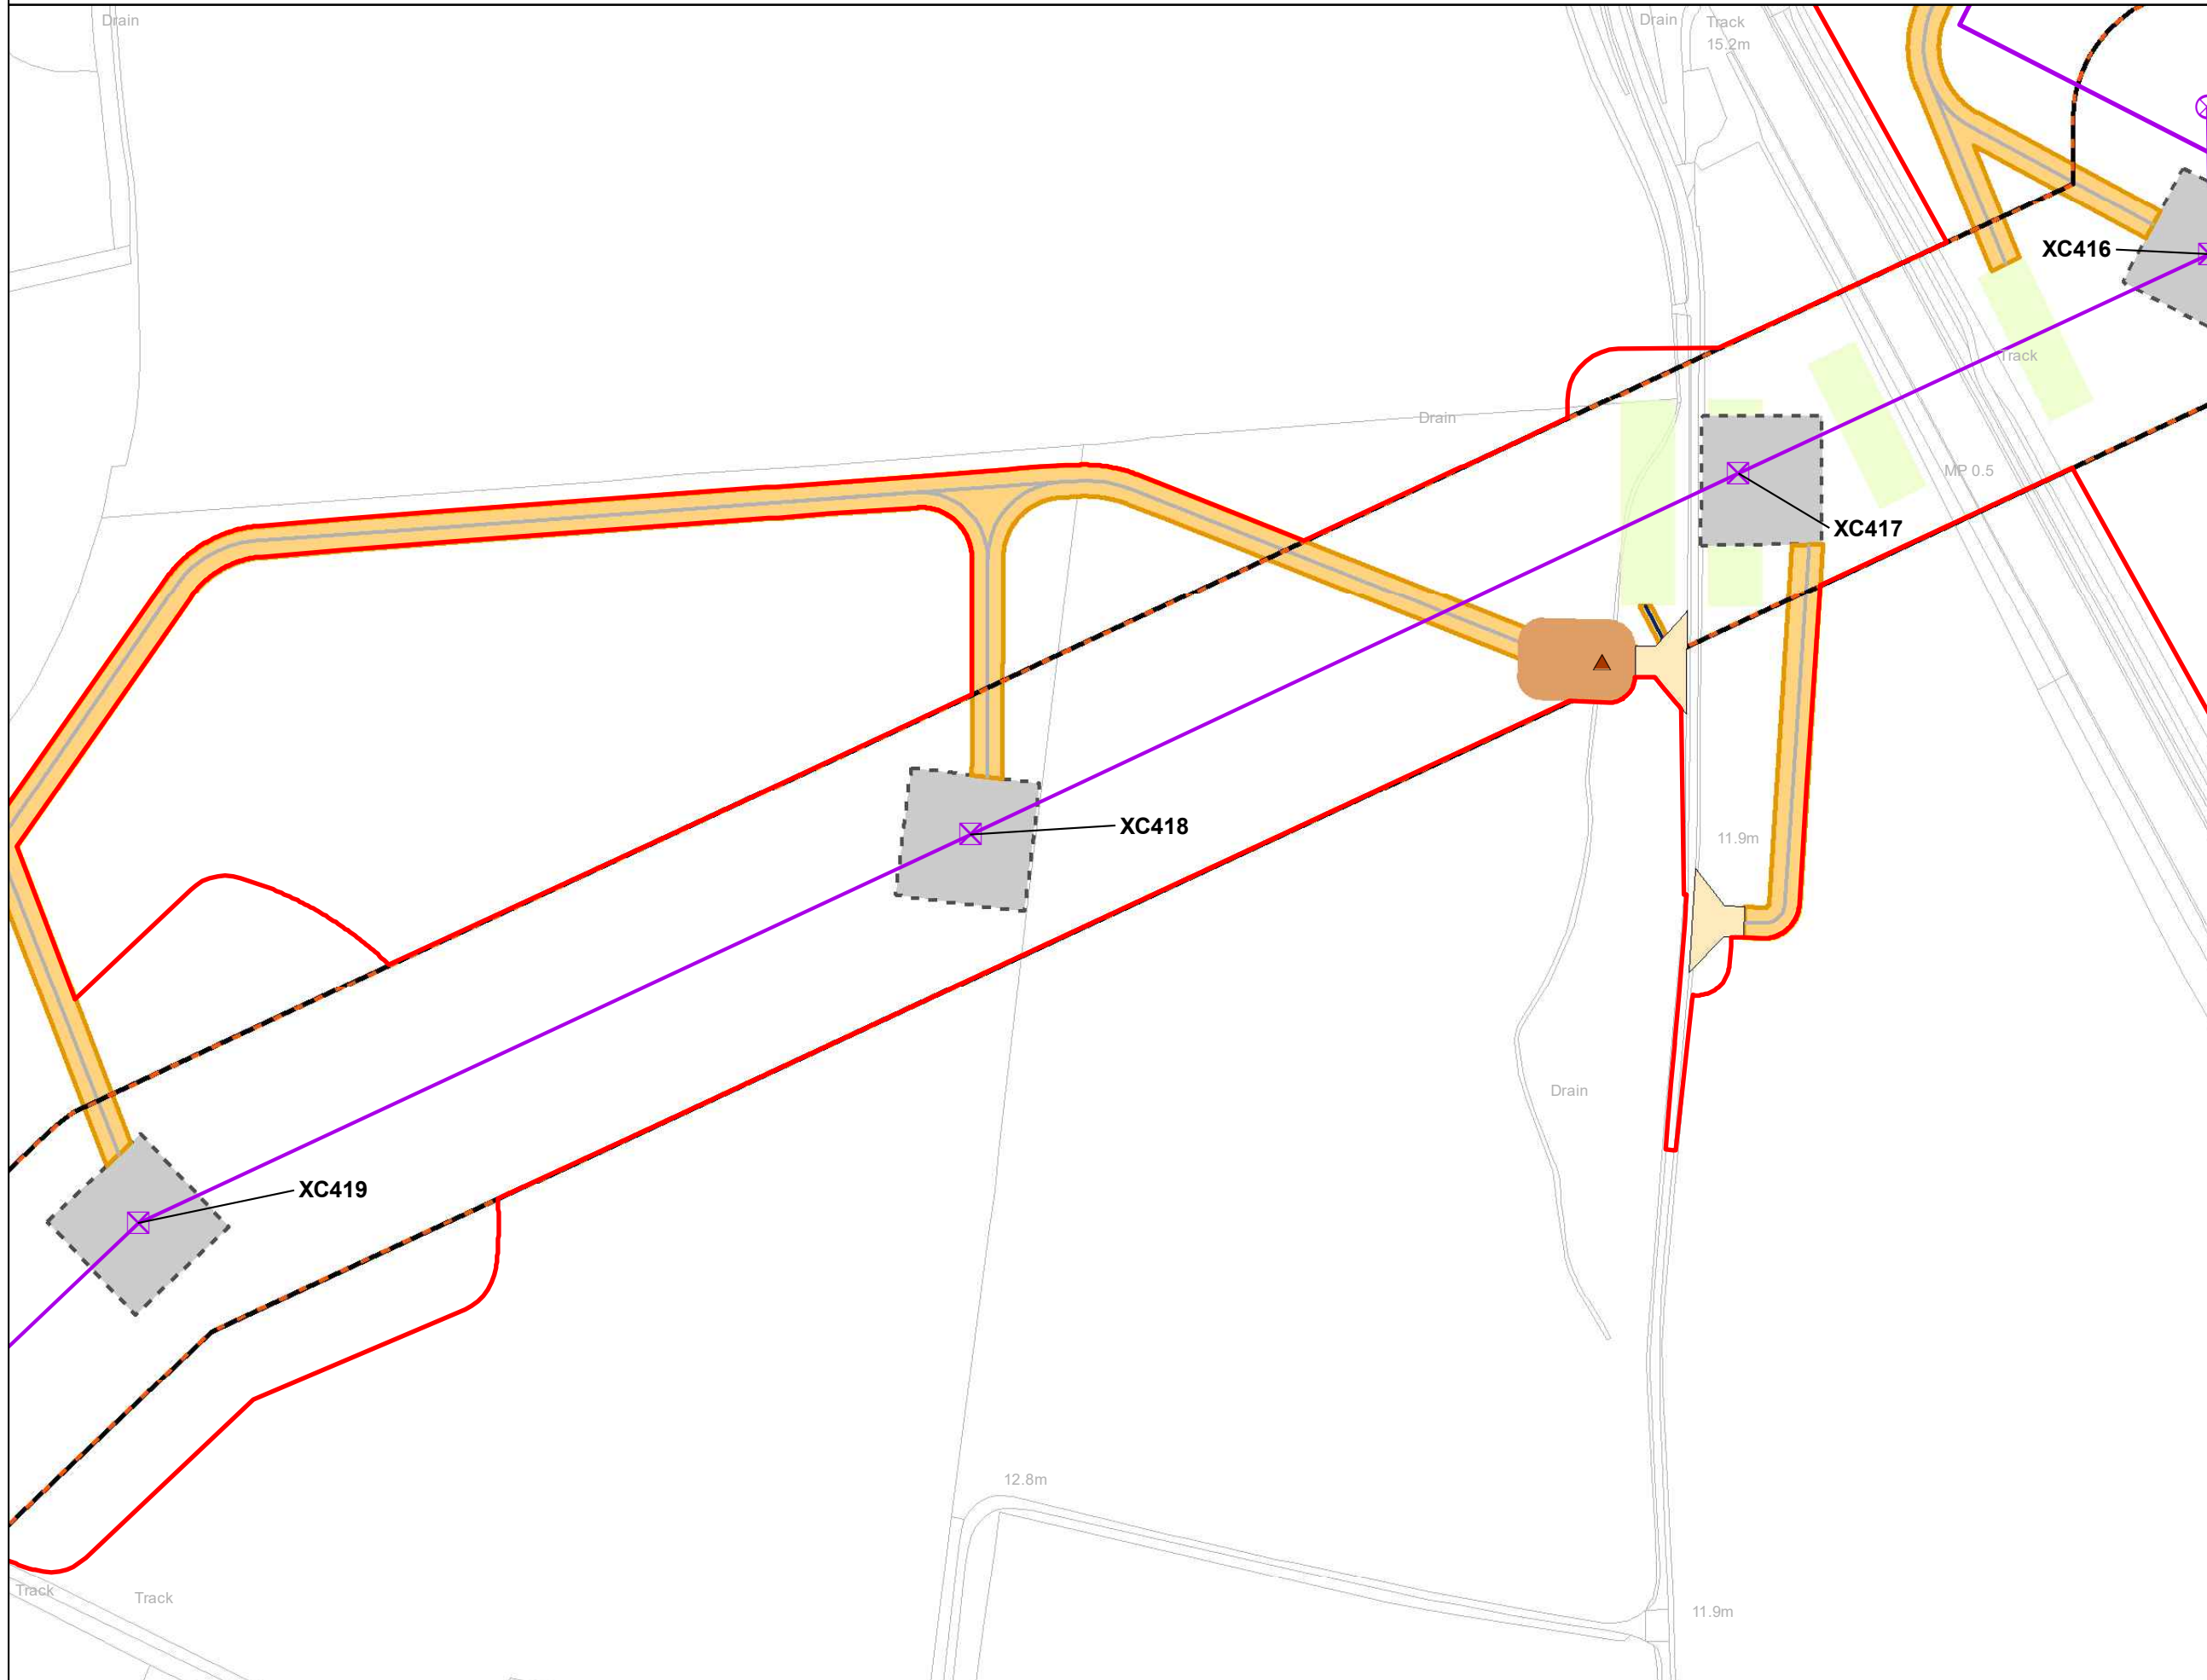 Drain
Drain
Track
15.2m
XC416
Track
Drain
MP 0.5
XC417
XC418
11.9m
Drain
XC419
12.8m
Track
Track
11.9m